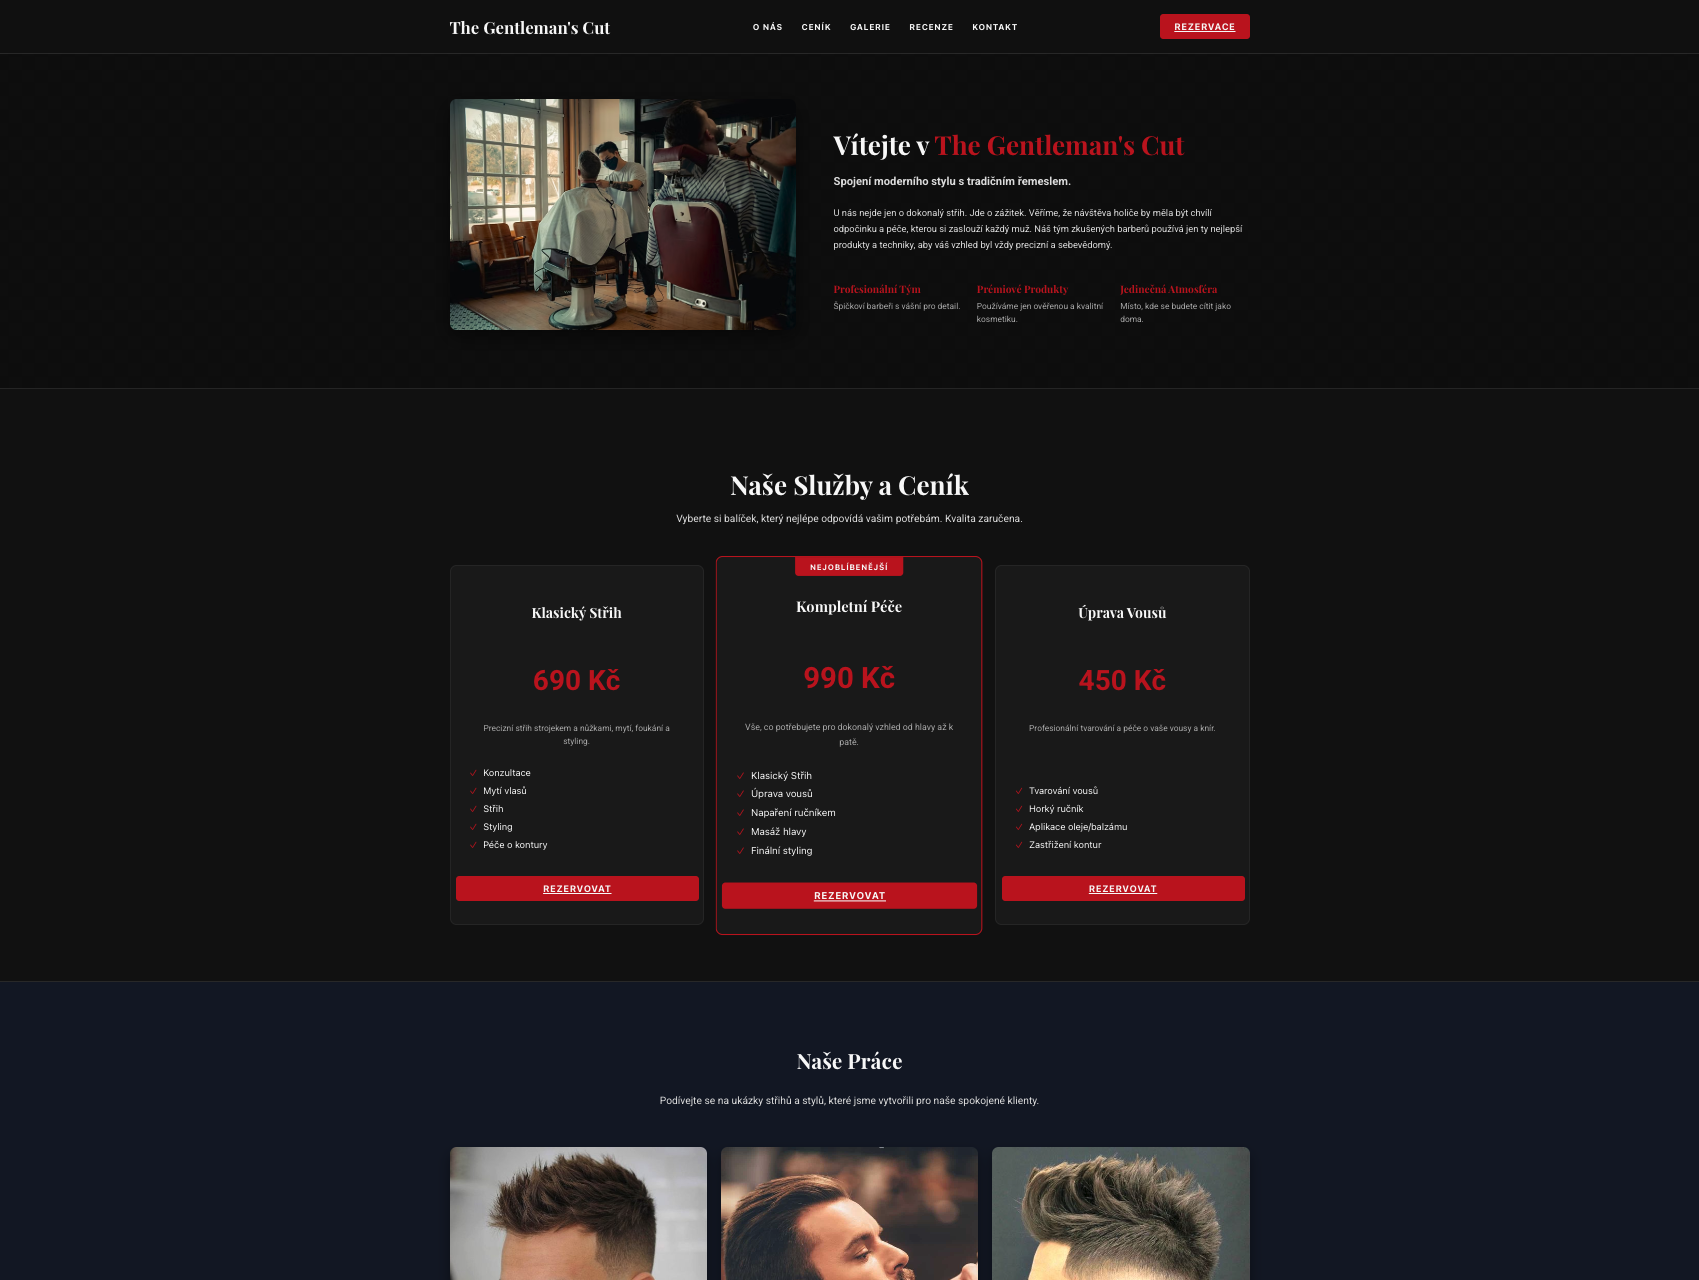 The Gentleman's Cut
O NÁS
CENÍK
GALERIE
RECENZE
KONTAKT
REZERVACE
Vítejte v The Gentleman's Cut
Spojení moderního stylu s tradičním řemeslem.
U nás nejde jen o dokonalý střih. Jde o zážitek. Věříme, že návštěva holiče by měla být chvílí
odpočinku a péče, kterou si zaslouží každý muž. Náš tým zkušených barberů používá jen ty nejlepší
produkty a techniky, aby váš vzhled byl vždy precizní a sebevědomý.
Profesionální Tým
Špičkoví barbeři s vášní pro detail.
Prémiové Produkty
Používáme jen ověřenou a kvalitní
kosmetiku.
Jedinečná Atmosféra
Místo, kde se budete cítit jako
doma.
Naše Služby a Ceník
Vyberte si balíček, který nejlépe odpovídá vašim potřebám. Kvalita zaručena.
Klasický Střih
690 Kč
Precizní střih strojekem a nůžkami, mytí, foukání a
styling.
Konzultace
Mytí vlasů
Střih
Styling
Péče o kontury
REZERVOVAT
NEJOBLÍBENĚJŠÍ
Kompletní Péče
990 Kč
Vše, co potřebujete pro dokonalý vzhled od hlavy až k
patě.
Klasický Střih
Úprava vousů
Napaření ručníkem
Masáž hlavy
Finální styling
REZERVOVAT
Úprava Vousů
450 Kč
Profesionální tvarování a péče o vaše vousy a knír.
Tvarování vousů
Horký ručník
Aplikace oleje/balzámu
Zastřižení kontur
REZERVOVAT
Naše Práce
Podívejte se na ukázky střihů a stylů, které jsme vytvořili pro naše spokojené klienty.